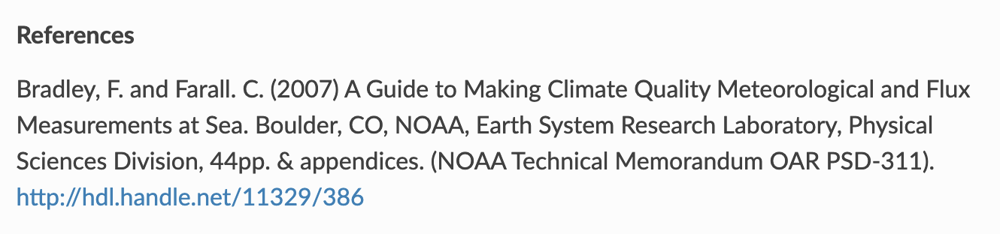 References
Bradley, F. and Farall. C. (2007) A Guide to Making Climate Quality Meteorological and Flux
Measurements at Sea. Boulder, CO, NOAA, Earth System Research Laboratory, Physical
Sciences Division, 44pp. & appendices. (NOAA Technical Memorandum OAR PSD-311).
http://hdl.handle.net/11329/386